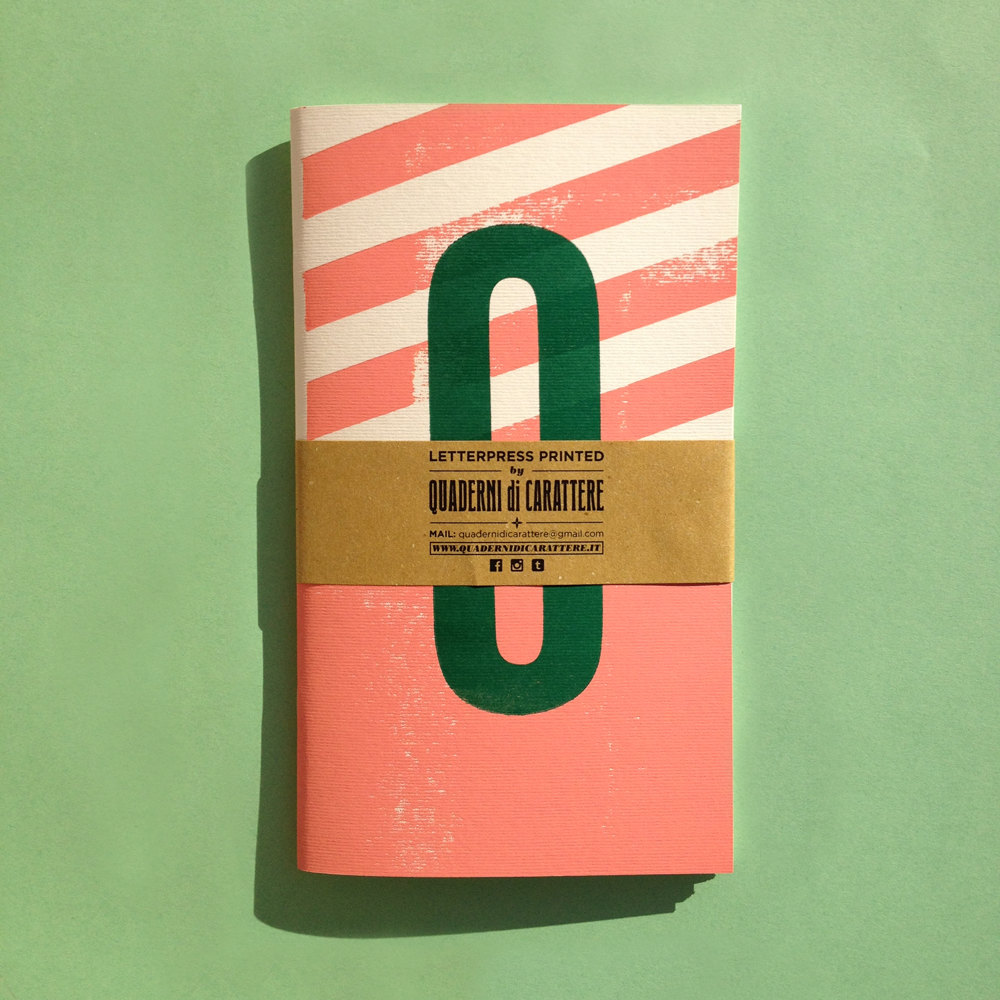 O
LETTERPRESS PRINTED
by
QUADERNI di CARATTERE
MAIL: quadernidicarattere@gmail.com
WWW.QUADERNIDICARATTERE.IT